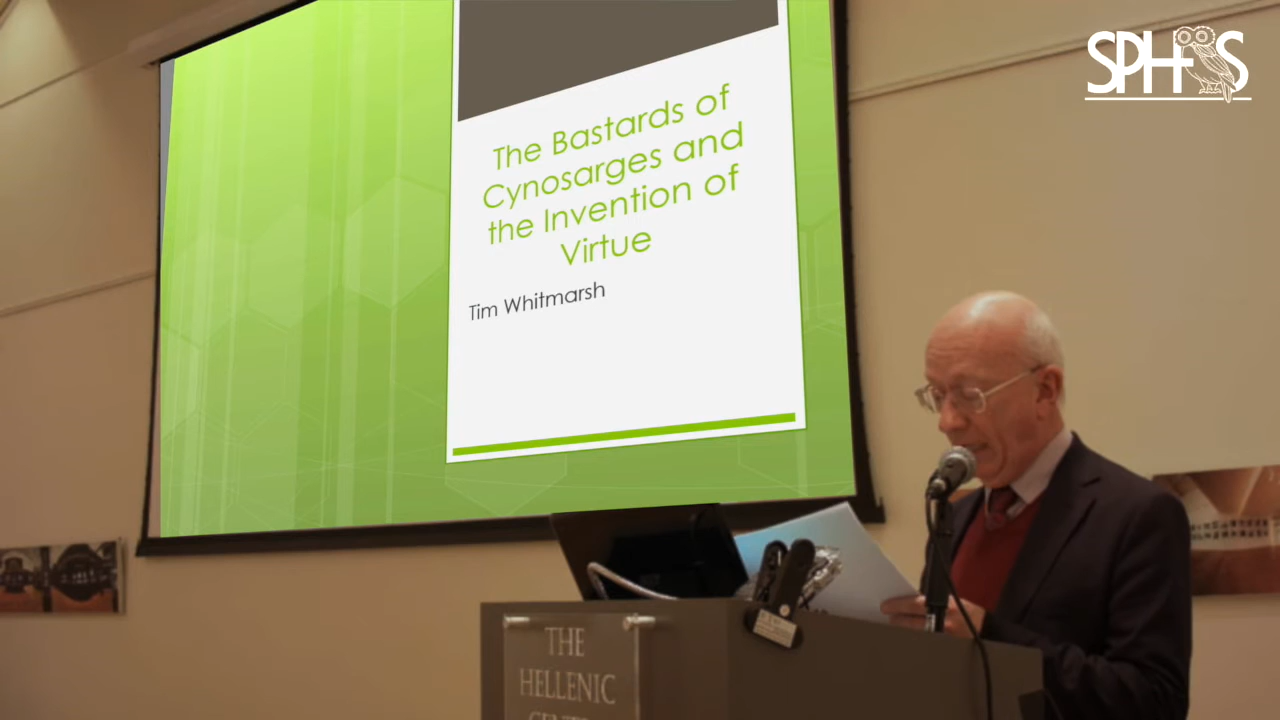 SPHS
The Bastards of
Cynosarges and
the Invention of
Virtue
Tim Whitmarsh
THE
HELLENIC